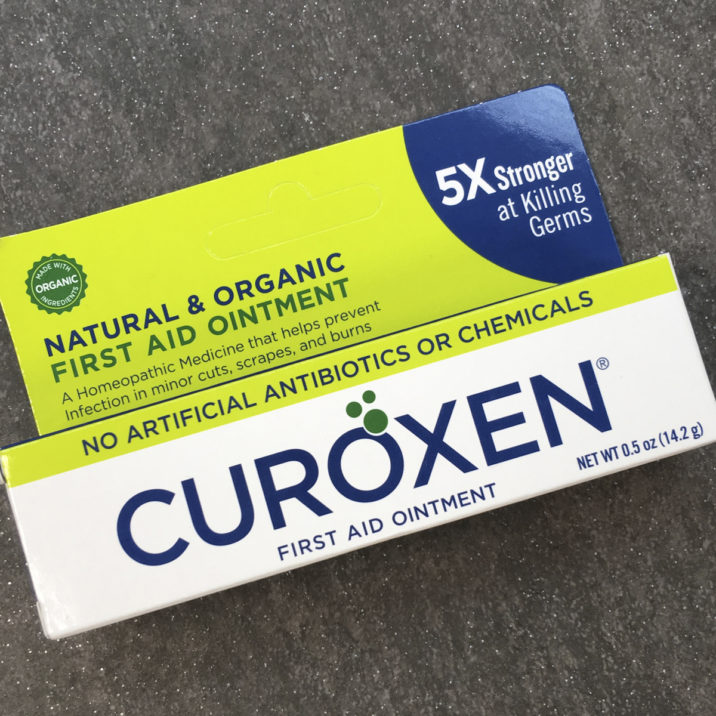 5X Stronger
at Killing
Germs
MADE WITH
ORGANIC
INGREDIENTS
NATURAL & ORGANIC
FIRST AID OINTMENT
A Homeopathic Medicine that helps prevent
Infection in minor cuts, scrapes, and burns
NO ARTIFICIAL ANTIBIOTICS OR CHEMICALS
CUROXEN®
FIRST AID OINTMENT
NET WT 0.5 oz (14.2 g)